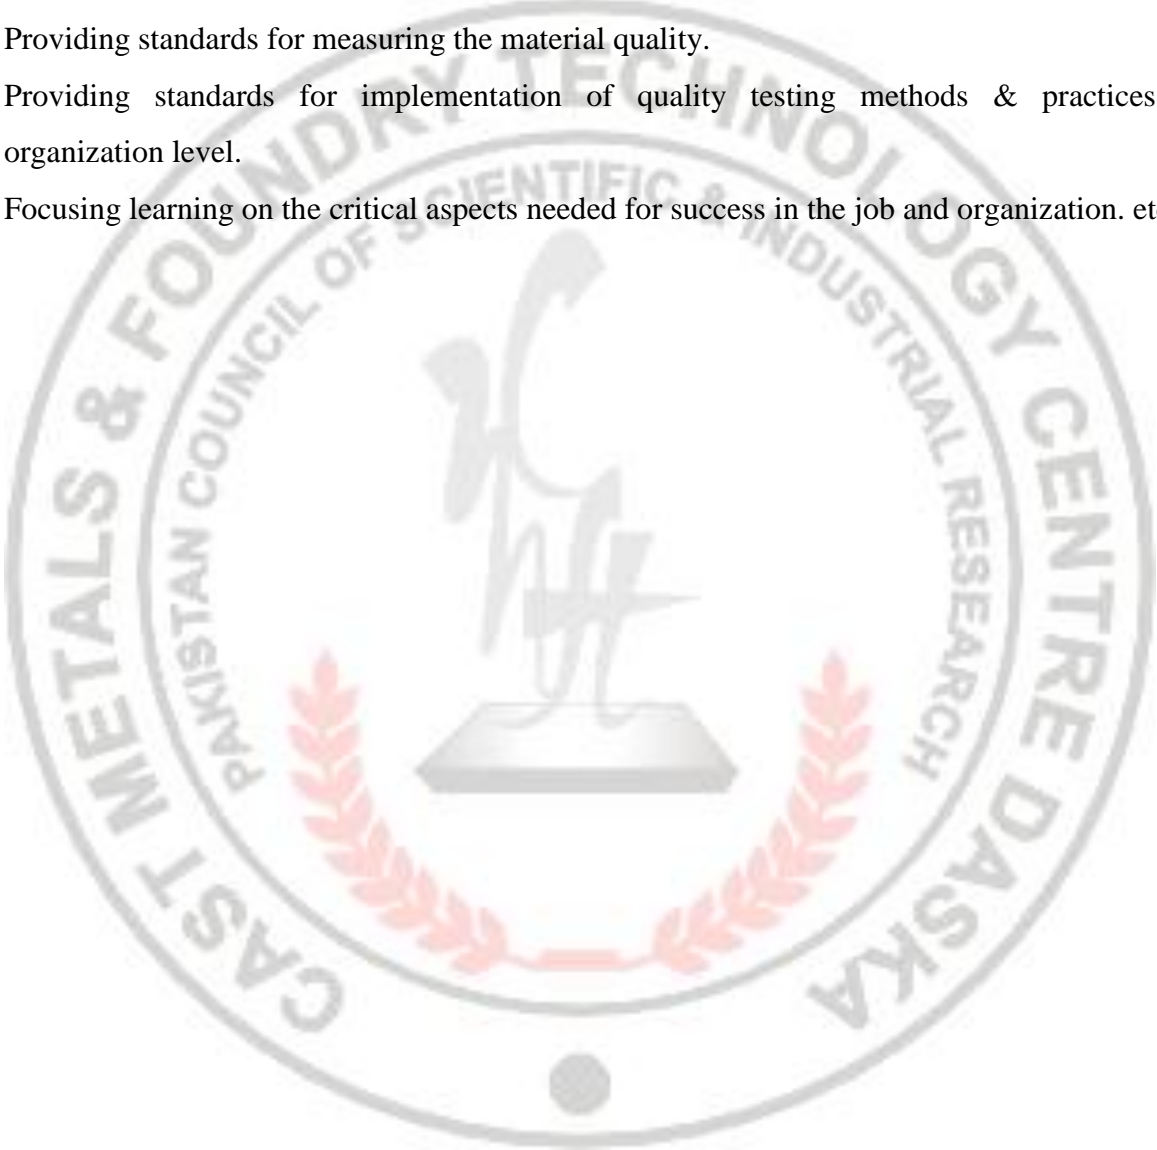 Providing standards for measuring the material quality.
Providing standards for implementation of quality testing methods & practices
organization level.
Focusing learning on the critical aspects needed for success in the job and organization. et
CAST METALS & FOUNDRY TECHNOLOGY CENTRE DASKA
PAKISTAN COUNCIL OF SCIENTIFIC & INDUSTRIAL RESEARCH